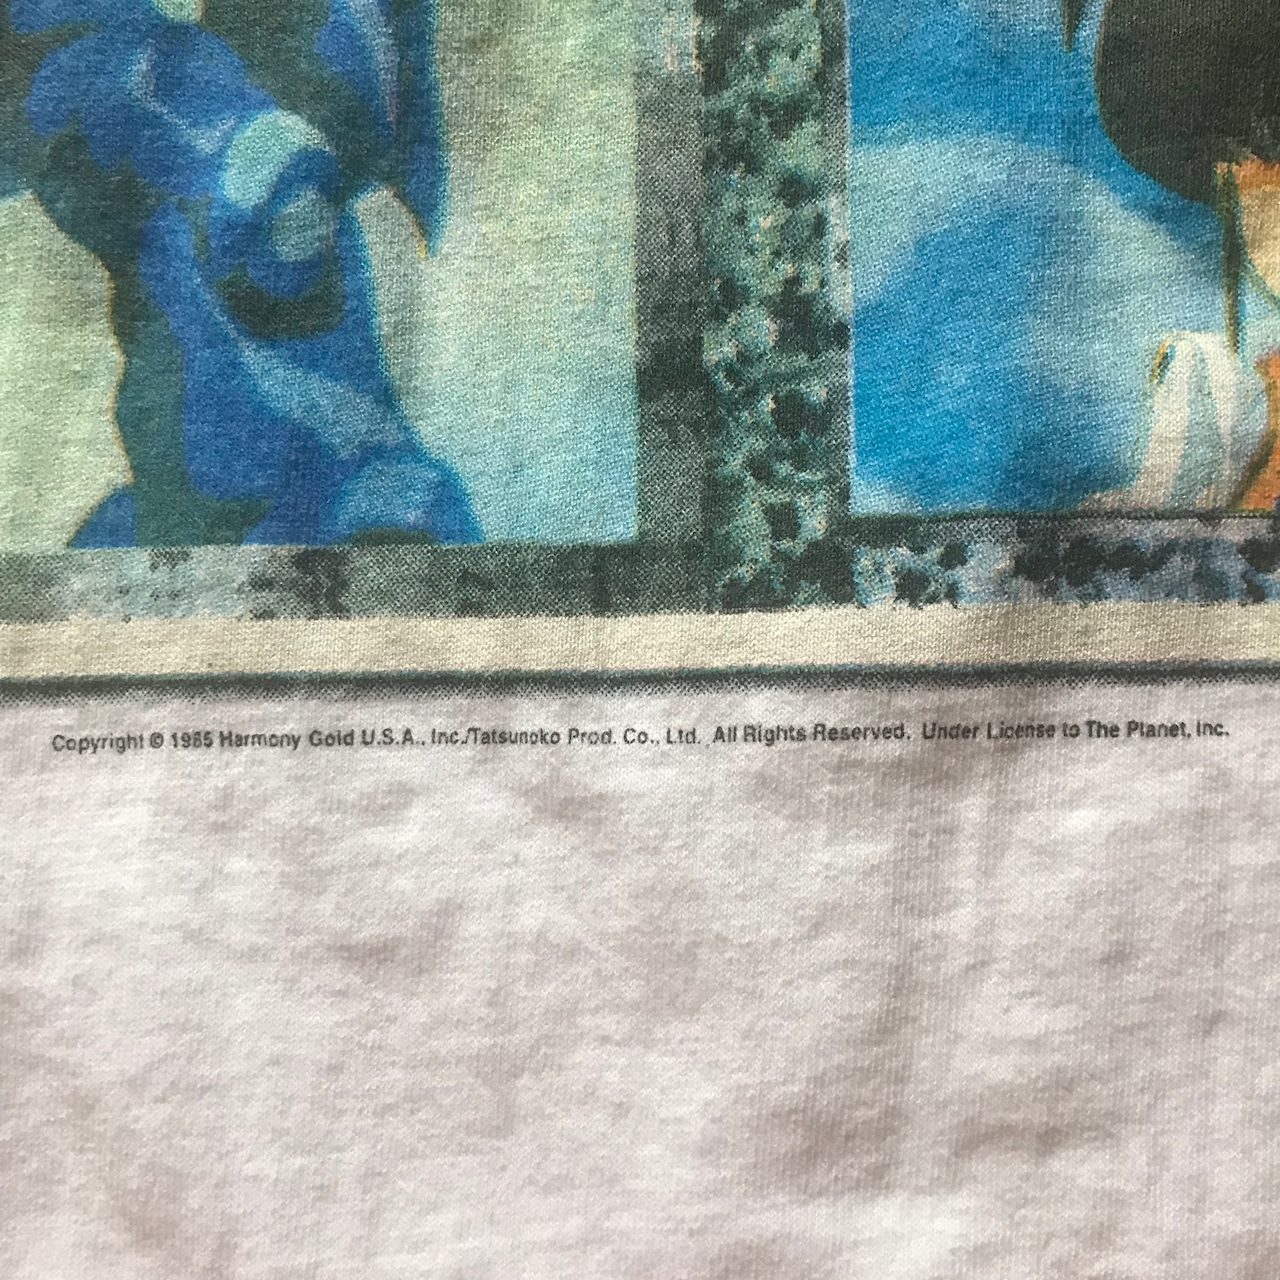 Copyright © 1985 Harmony Gold U.S.A., Inc./Tatsunoko Prod. Co., Ltd. All Rights Reserved. Under License to The Planet, Inc.